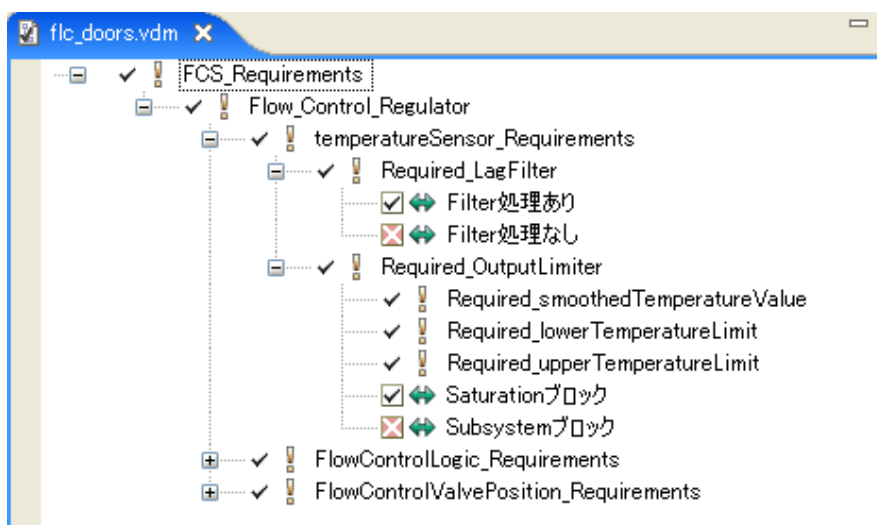 flc_doors.vdm
FCS_Requirements
Flow_Control_Regulator
temperatureSensor_Requirements
Required_LagFilter
Filter処理あり
Filter処理なし
Required_OutputLimiter
Required_smoothedTemperatureValue
Required_lowerTemperatureLimit
Required_upperTemperatureLimit
Saturationブロック
Subsystemブロック
FlowControlLogic_Requirements
FlowControlValvePosition_Requirements